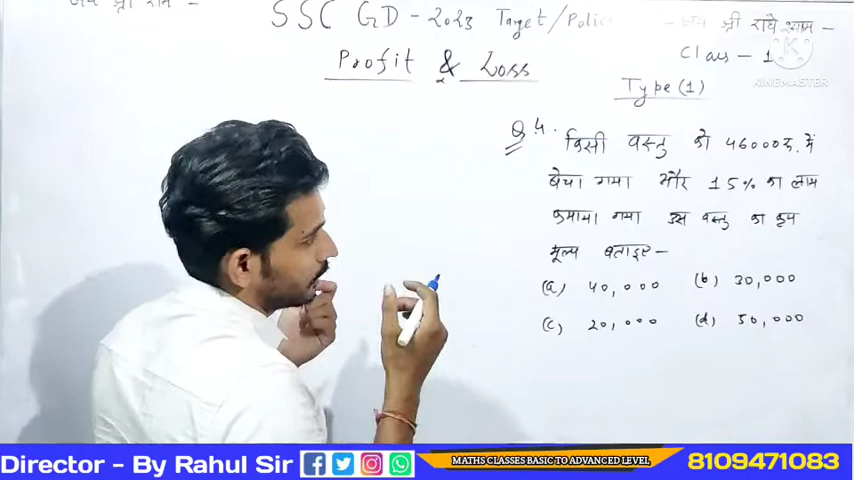 जय श्री राम -
SSC GD - 2023 Target/Polic
- जय श्री राधे श्याम -
Profit & Loss
Class - 1
KINEMASTER
Type (1)
Q 4. किसी वस्तु को 46000रु. में
बेचा गया और 15% का लाभ
कमाया गया उस वस्तु का क्रय
मूल्य बताइए -
(a) 40,000 (b) 30,000
(c) 20,000 (d) 50,000
Director - By Rahul Sir
MATHS CLASSES BASIC TO ADVANCED LEVEL
8109471083